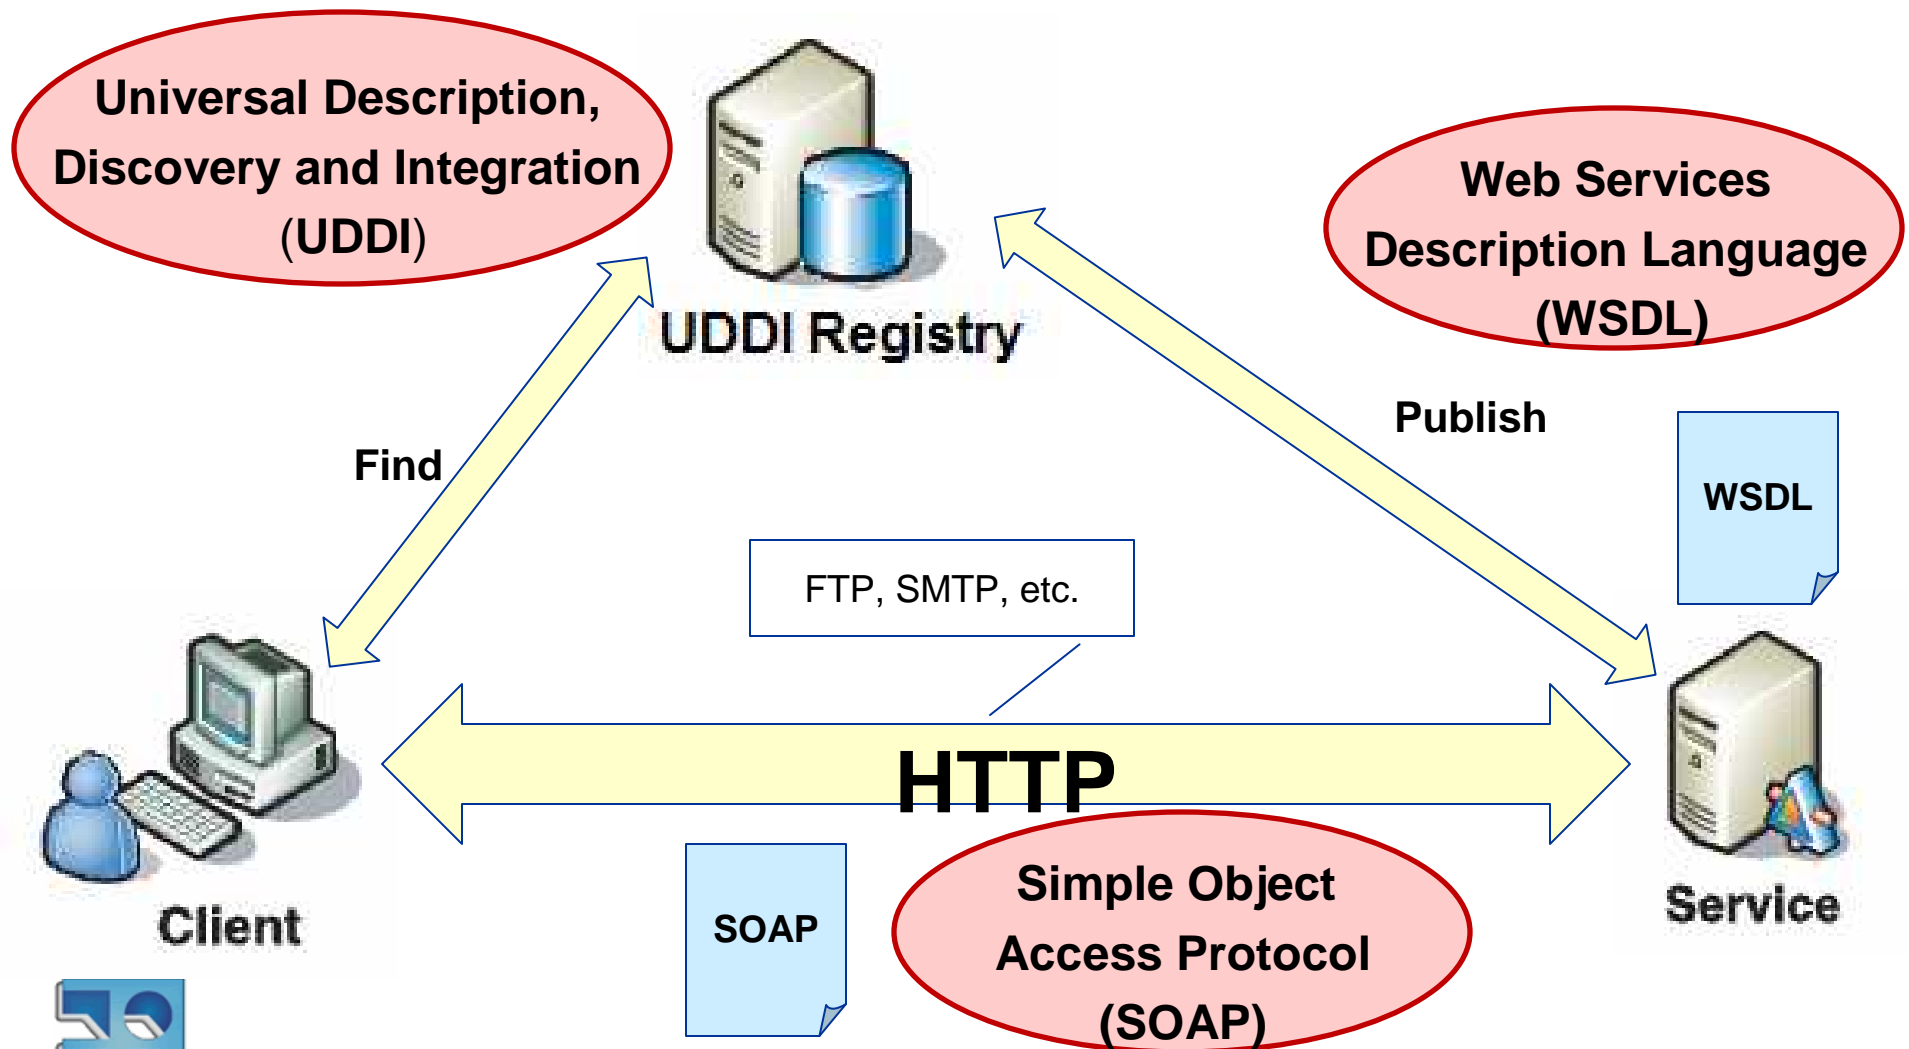 Universal Description,
Discovery and Integration
(UDDI)
UDDI Registry
Web Services
Description Language
(WSDL)
Publish
Find
WSDL
FTP, SMTP, etc.
HTTP
Client
SOAP
Simple Object
Access Protocol
(SOAP)
Service